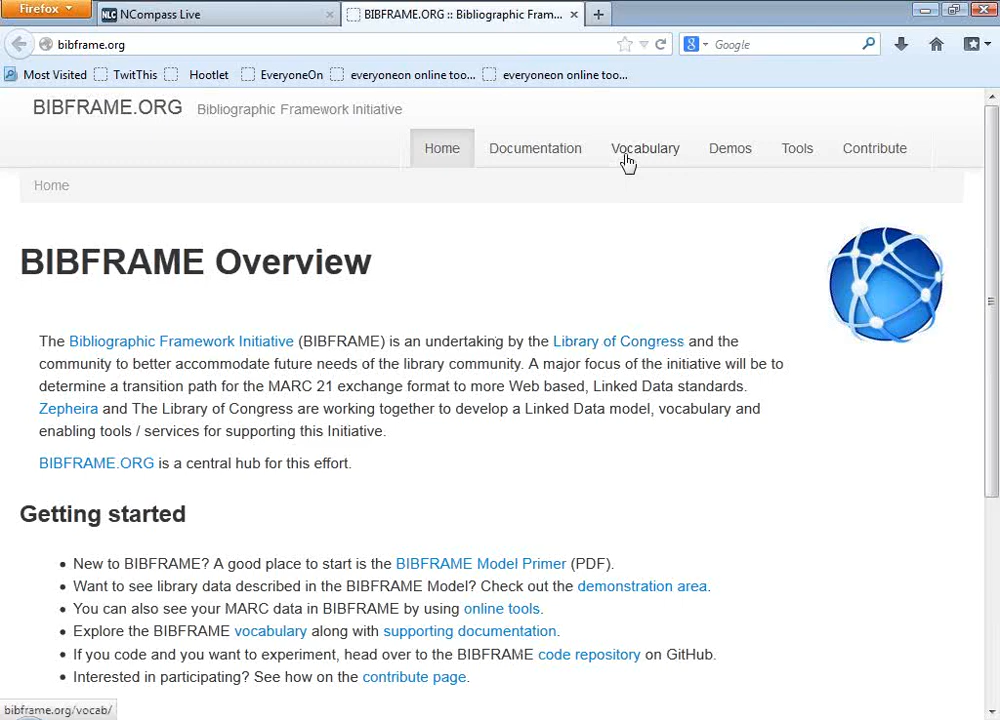 Firefox
NLC NCompass Live
BIBFRAME.ORG :: Bibliographic Fram...
bibframe.org
Google
Most Visited TwitThis Hootlet EveryoneOn everyoneon online too... everyoneon online too...
BIBFRAME.ORG Bibliographic Framework Initiative
Home Documentation Vocabulary Demos Tools Contribute
Home
BIBFRAME Overview
The Bibliographic Framework Initiative (BIBFRAME) is an undertaking by the Library of Congress and the
community to better accommodate future needs of the library community. A major focus of the initiative will be to
determine a transition path for the MARC 21 exchange format to more Web based, Linked Data standards.
Zepheira and The Library of Congress are working together to develop a Linked Data model, vocabulary and
enabling tools / services for supporting this Initiative.
BIBFRAME.ORG is a central hub for this effort.
Getting started
• New to BIBFRAME? A good place to start is the BIBFRAME Model Primer (PDF).
• Want to see library data described in the BIBFRAME Model? Check out the demonstration area.
• You can also see your MARC data in BIBFRAME by using online tools.
• Explore the BIBFRAME vocabulary along with supporting documentation.
• If you code and you want to experiment, head over to the BIBFRAME code repository on GitHub.
• Interested in participating? See how on the contribute page.
bibframe.org/vocab/